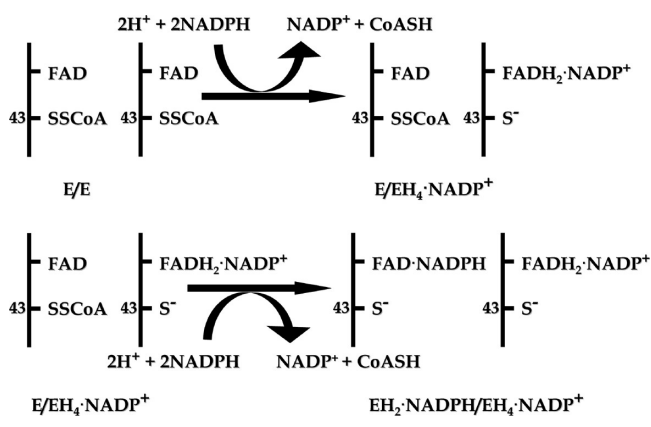 2H⁺ + 2NADPH NADP⁺ + CoASH
FAD FAD FAD FADH₂·NADP⁺
43 SSCoA 43 SSCoA 43 SSCoA 43 S⁻
E/E E/EH₄·NADP⁺
FAD FADH₂·NADP⁺ FAD·NADPH FADH₂·NADP⁺
43 SSCoA 43 S⁻ 43 S⁻ 43 S⁻
2H⁺ + 2NADPH NADP⁺ + CoASH
E/EH₄·NADP⁺ EH₂·NADPH/EH₄·NADP⁺